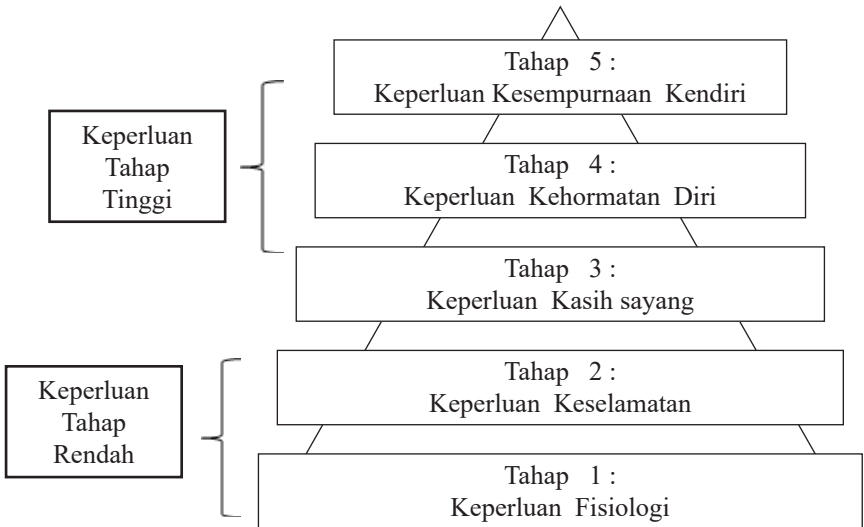 Tahap 5 :
Keperluan Kesempurnaan Kendiri
Keperluan
Tahap
Tinggi
Tahap 4 :
Keperluan Kehormatan Diri
Tahap 3 :
Keperluan Kasih sayang
Keperluan
Tahap
Rendah
Tahap 2 :
Keperluan Keselamatan
Tahap 1 :
Keperluan Fisiologi